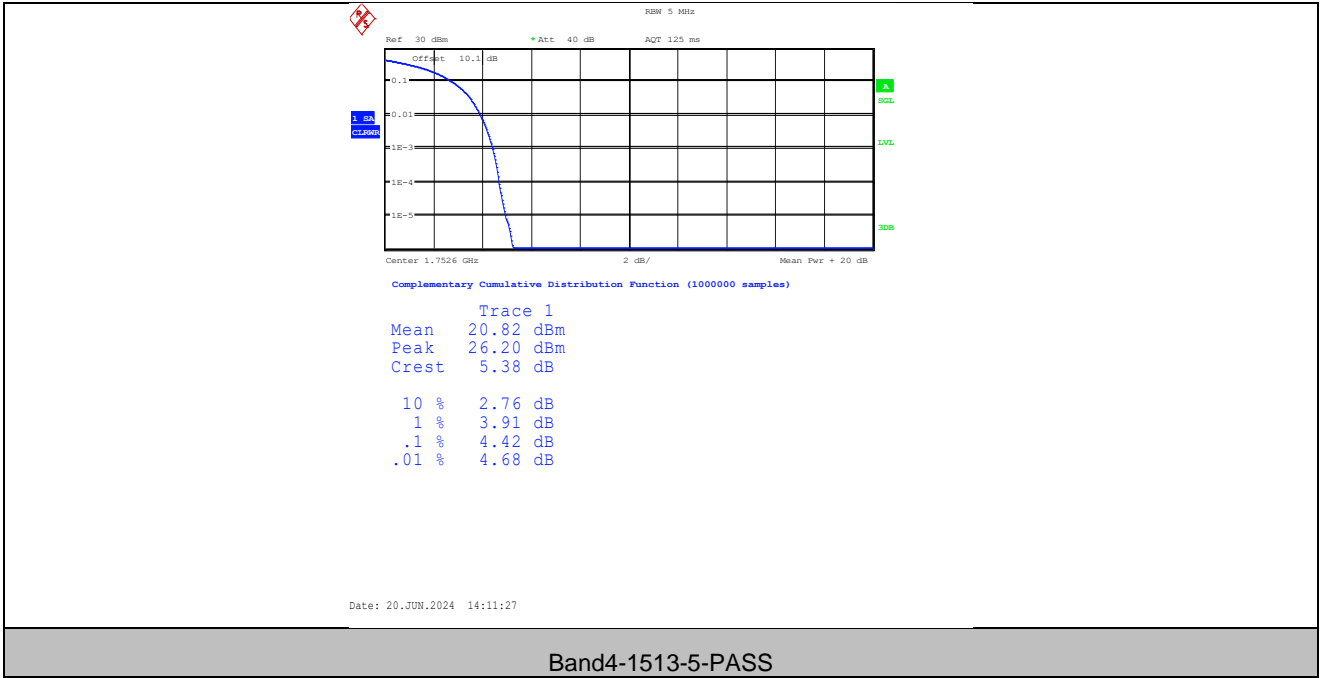 R S
RBW 5 MHz
Ref 30 dBm * Att 40 dB AQT 125 ms
Offset 10.1 dB
0.1
A
SGL
0.01
1 SA
CLRWR
1E-3
LVL
1E-4
1E-5
3DB
Center 1.7526 GHz 2 dB/ Mean Pwr + 20 dB
Complementary Cumulative Distribution Function (1000000 samples)
Trace 1
Mean 20.82 dBm
Peak 26.20 dBm
Crest 5.38 dB
10 % 2.76 dB
1 % 3.91 dB
.1 % 4.42 dB
.01 % 4.68 dB
Date: 20.JUN.2024 14:11:27
Band4-1513-5-PASS